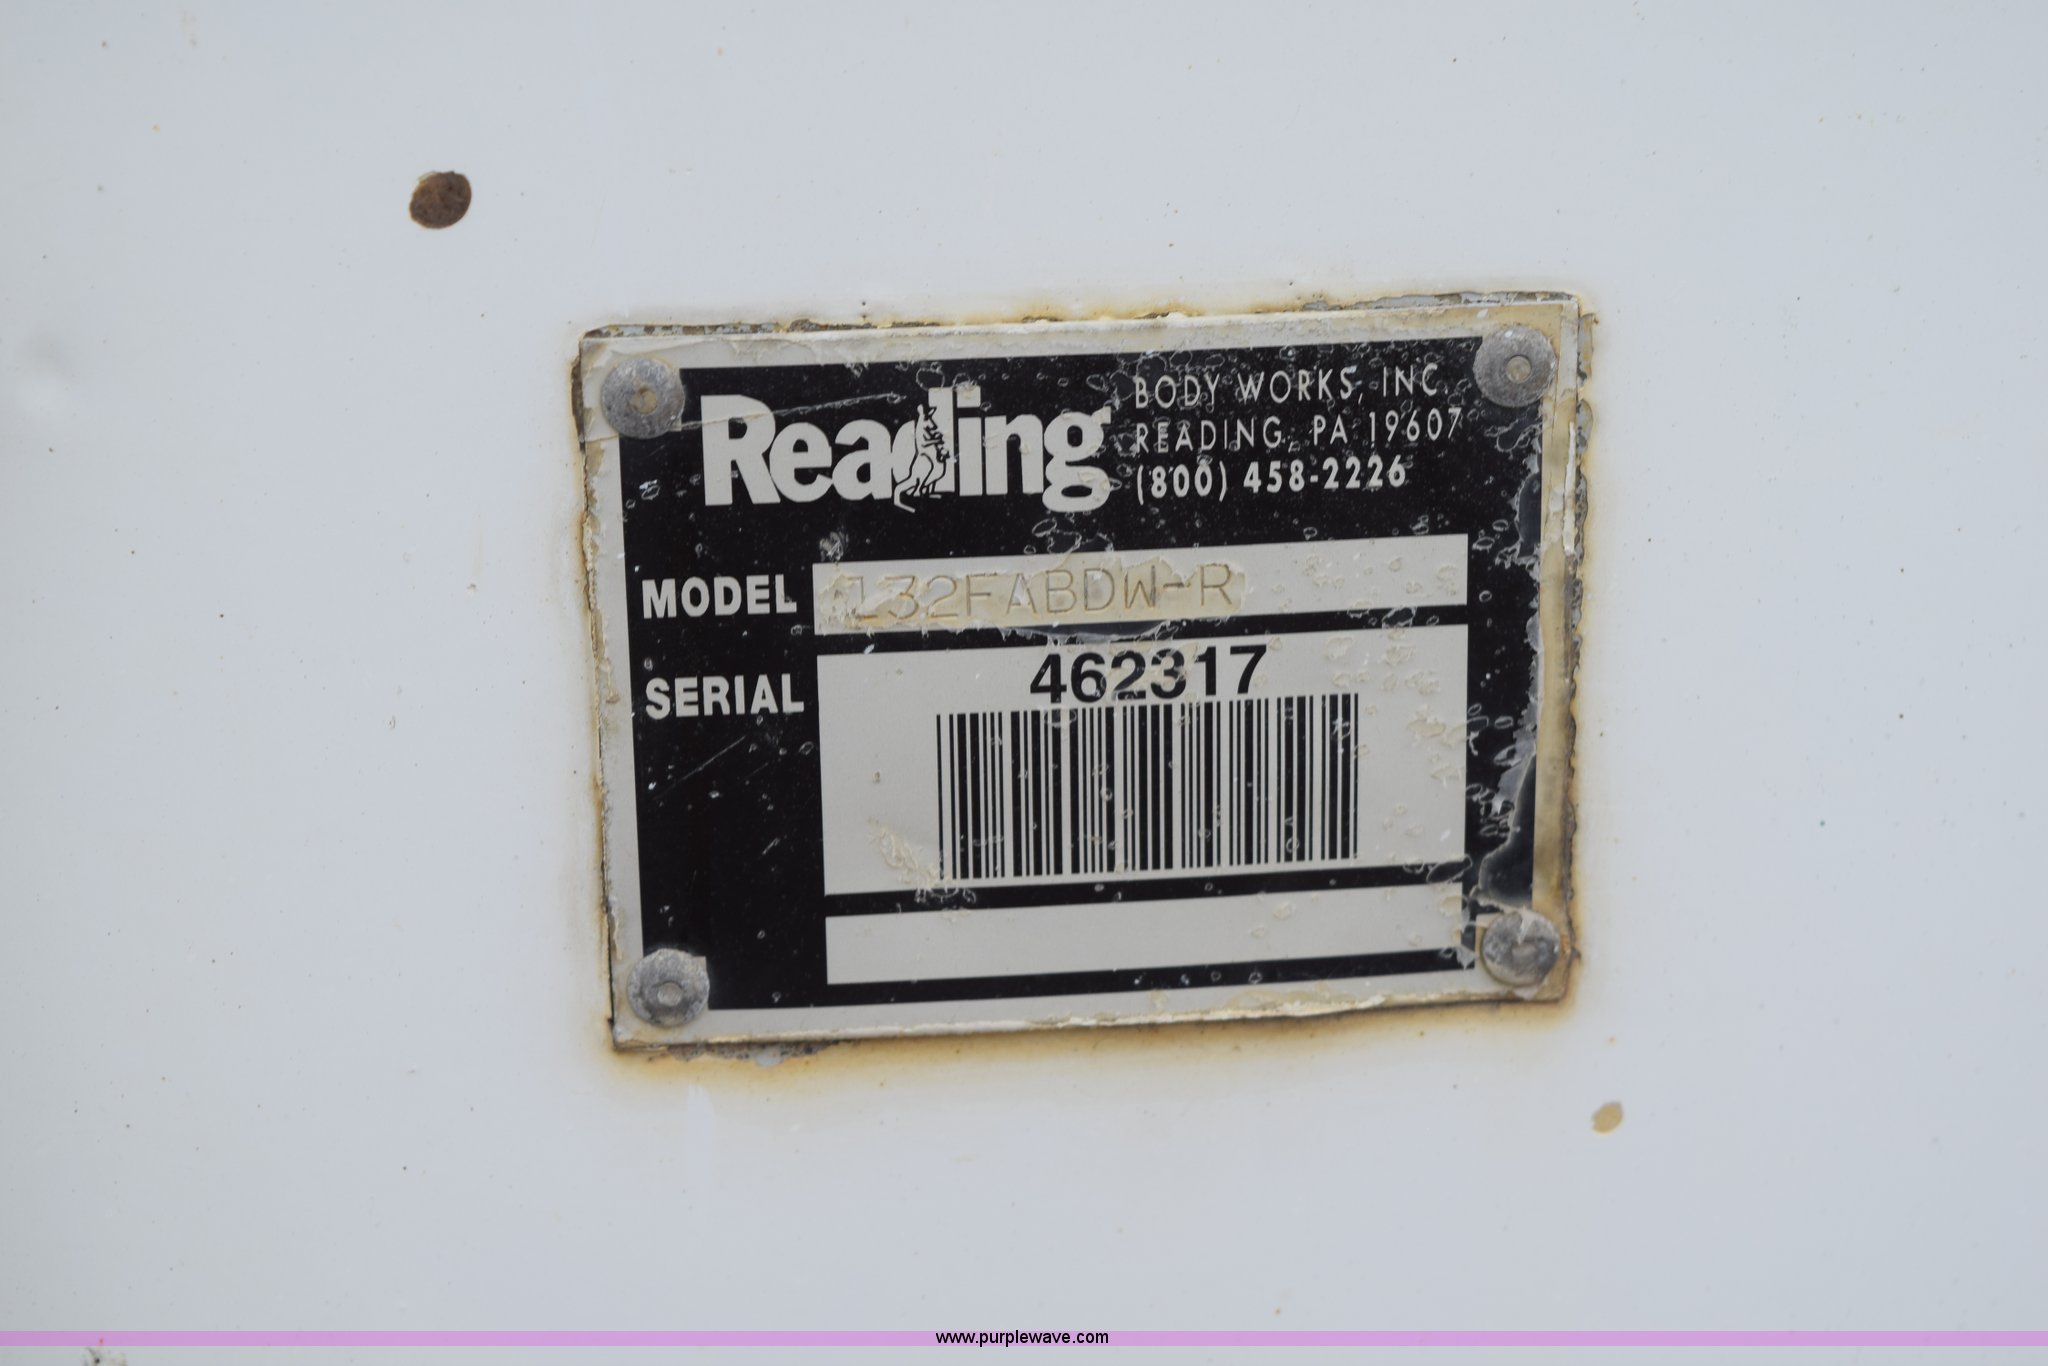 Reading
BODY WORKS, INC.
READING, PA 19607
(800) 458-2226
MODEL 132FABDW-R
SERIAL 462317
www.purplewave.com